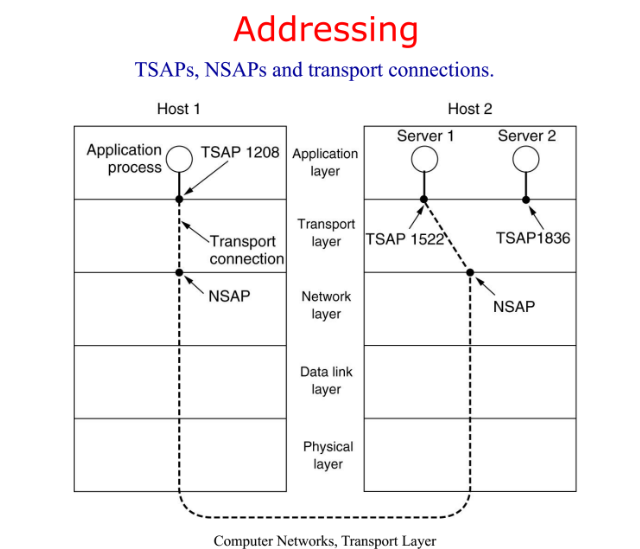 Addressing
TSAPs, NSAPs and transport connections.
Host 1
Host 2
Application
process
TSAP 1208
Application
layer
Server 1
Server 2
Transport
connection
Transport
layer
TSAP 1522
TSAP1836
NSAP
Network
layer
NSAP
Data link
layer
Physical
layer
Computer Networks, Transport Layer